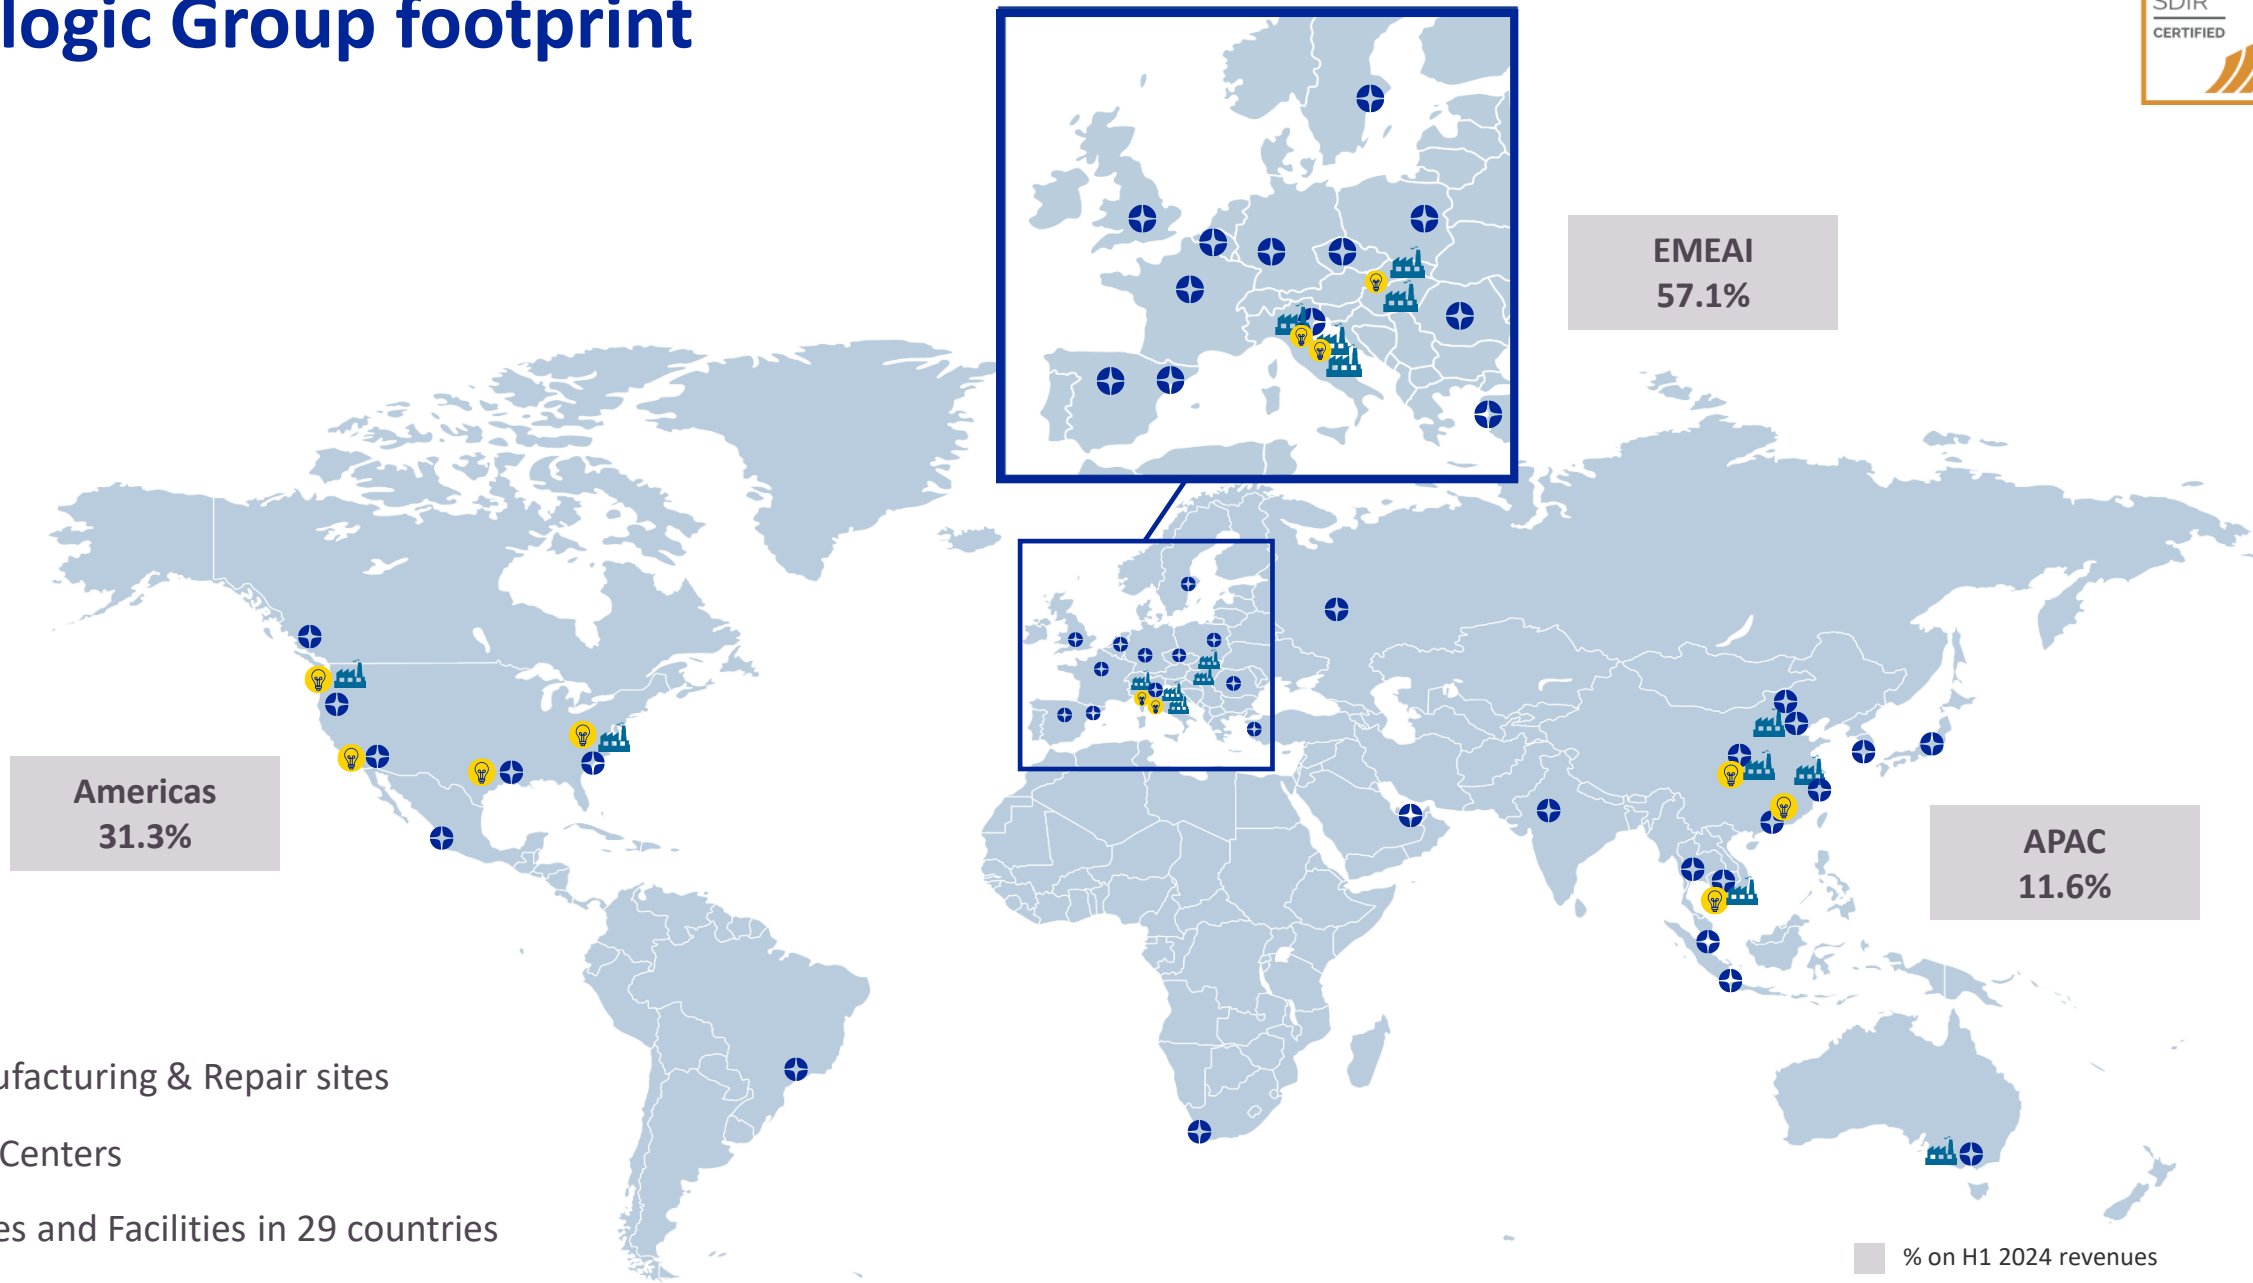 logic Group footprint
SDIR
CERTIFIED
EMEAI
57.1%
Americas
31.3%
APAC
11.6%
ufacturing & Repair sites
Centers
es and Facilities in 29 countries
% on H1 2024 revenues